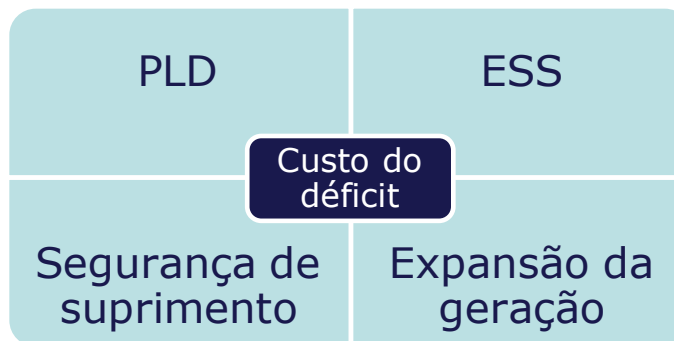 PLD
ESS
Custo do
déficit
Segurança de
suprimento
Expansão da
geração